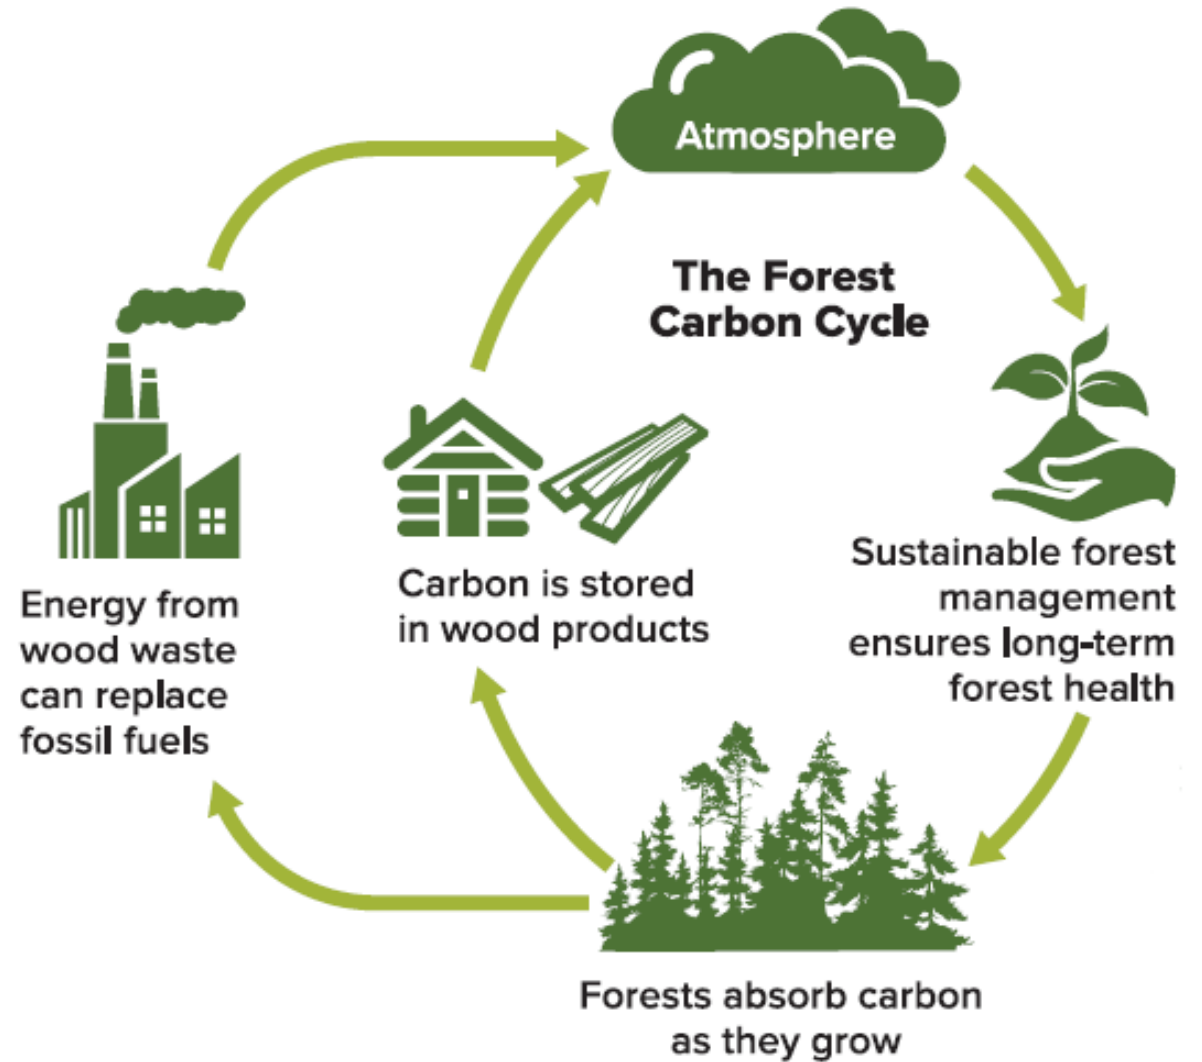 Atmosphere
The Forest
Carbon Cycle
Energy from
wood waste
can replace
fossil fuels
Carbon is stored
in wood products
Sustainable forest
management
ensures long-term
forest health
Forests absorb carbon
as they grow